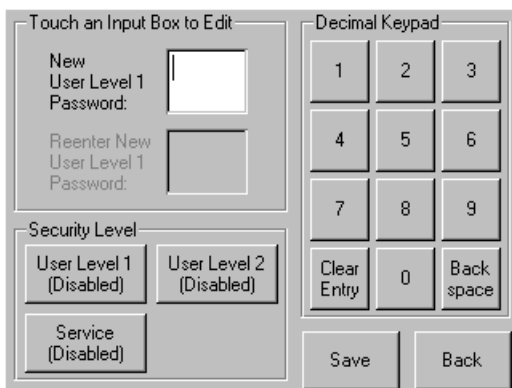 Touch an Input Box to Edit
New
User Level 1
Password:
Reenter New
User Level 1
Password:
Security Level
User Level 1
(Disabled)
User Level 2
(Disabled)
Service
(Disabled)
Decimal Keypad
1 2 3
4 5 6
7 8 9
Clear
Entry
0
Back
space
Save
Back